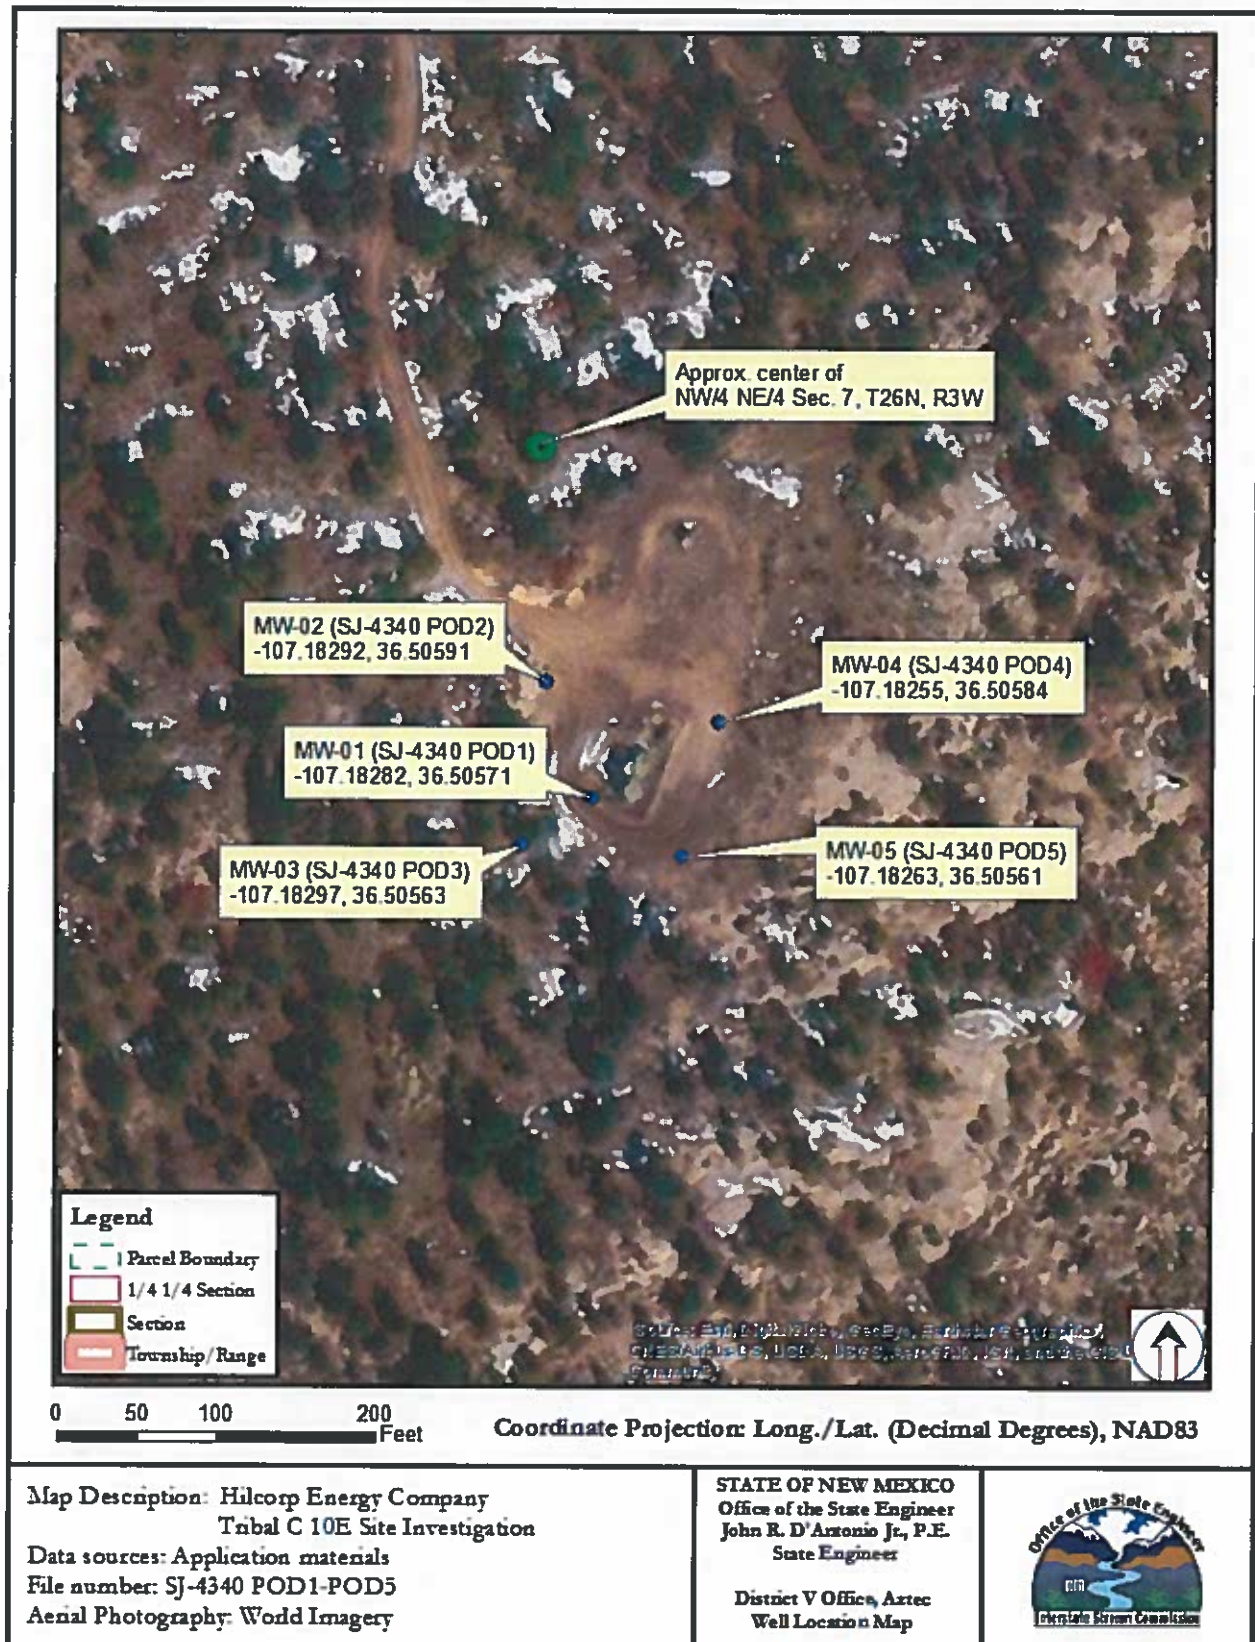 Approx. center of
NW/4 NE/4 Sec. 7, T26N, R3W
MW-02 (SJ-4340 POD2)
-107.18292, 36.50591
MW-04 (SJ-4340 POD4)
-107.18255, 36.50584
MW-01 (SJ-4340 POD1)
-107.18282, 36.50571
MW-03 (SJ-4340 POD3)
-107.18297, 36.50563
MW-05 (SJ-4340 POD5)
-107.18263, 36.50561
Legend
Parcel Boundary
1/4 1/4 Section
Section
Township/Range
0 50 100 200
Feet
Coordinate Projection: Long./Lat. (Decimal Degrees), NAD83
Map Description: Hilcorp Energy Company
Tribal C 10E Site Investigation
Data sources: Application materials
File number: SJ-4340 POD1-POD5
Aerial Photography: World Imagery
STATE OF NEW MEXICO
Office of the State Engineer
John R. D'Antonio Jr., P.E.
State Engineer
District V Office, Aztec
Well Location Map
Office of the State Engineer
Interstate Stream Commission